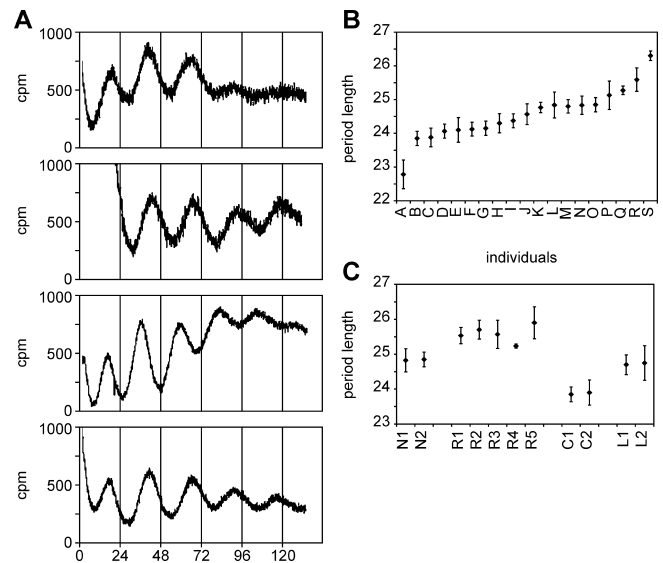 A
1000
500
0
cpm
1000
500
0
cpm
1000
500
0
cpm
1000
500
0
cpm
0 24 48 72 96 120
B
period length
27
26
25
24
23
22
A B C D E F G H I J K L M N O P Q R S
individuals
C
period length
27
26
25
24
23
N1 N2 R1 R2 R3 R4 R5 C1 C2 L1 L2